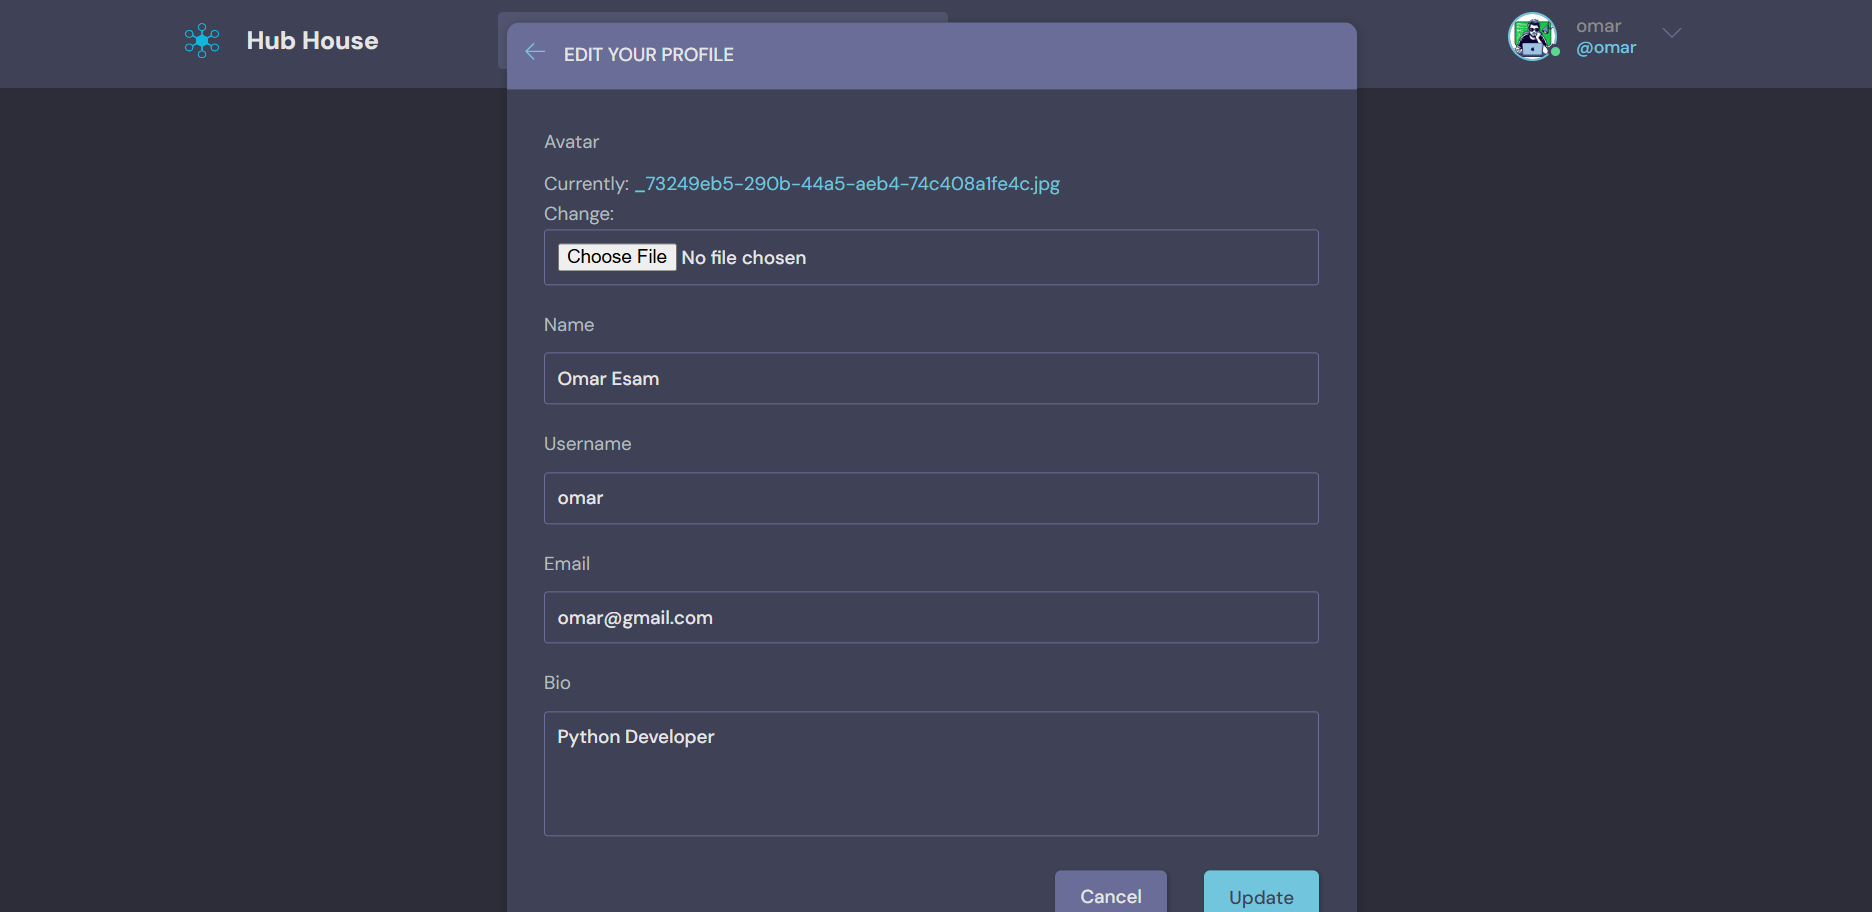 Hub House
EDIT YOUR PROFILE
omar
@omar
Avatar
Currently: _73249eb5-290b-44a5-aeb4-74c408a1fe4c.jpg
Change:
Choose File No file chosen
Name
Omar Esam
Username
omar
Email
omar@gmail.com
Bio
Python Developer
Cancel
Update